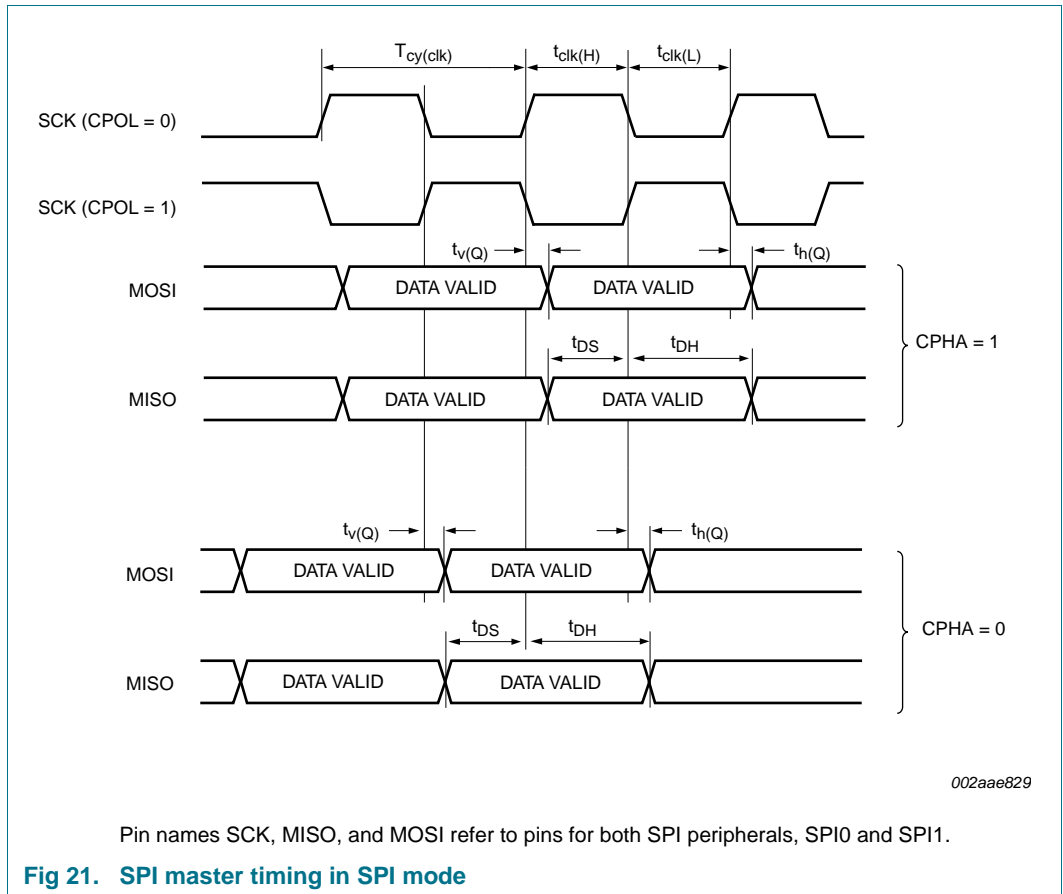 Tcy(clk) tclk(H) tclk(L)
SCK (CPOL = 0)
SCK (CPOL = 1)
tv(Q) th(Q)
MOSI DATA VALID DATA VALID
CPHA = 1
tDS tDH
MISO DATA VALID DATA VALID
tv(Q) th(Q)
MOSI DATA VALID DATA VALID
CPHA = 0
tDS tDH
MISO DATA VALID DATA VALID
002aae829
Pin names SCK, MISO, and MOSI refer to pins for both SPI peripherals, SPI0 and SPI1.
Fig 21. SPI master timing in SPI mode